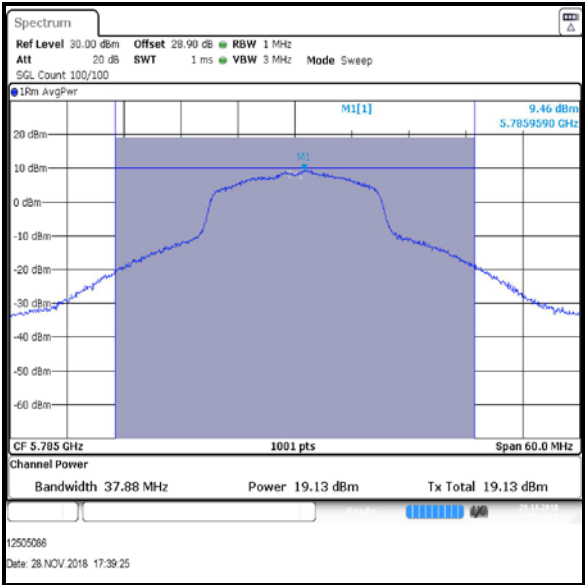 Spectrum
Ref Level 30.00 dBm Offset 28.90 dB RBW 1 MHz
Att 20 dB SWT 1 ms VBW 3 MHz Mode Sweep
SGL Count 100/100
1Rm AvgPwr
M1[1] 9.46 dBm
5.7859590 GHz
20 dBm
M1
10 dBm
0 dBm
-10 dBm
-20 dBm
-30 dBm
-40 dBm
-50 dBm
-60 dBm
CF 5.785 GHz 1001 pts Span 60.0 MHz
Channel Power
Bandwidth 37.88 MHz Power 19.13 dBm Tx Total 19.13 dBm
Ready
12505086
Date: 28.NOV.2018 17:39:25